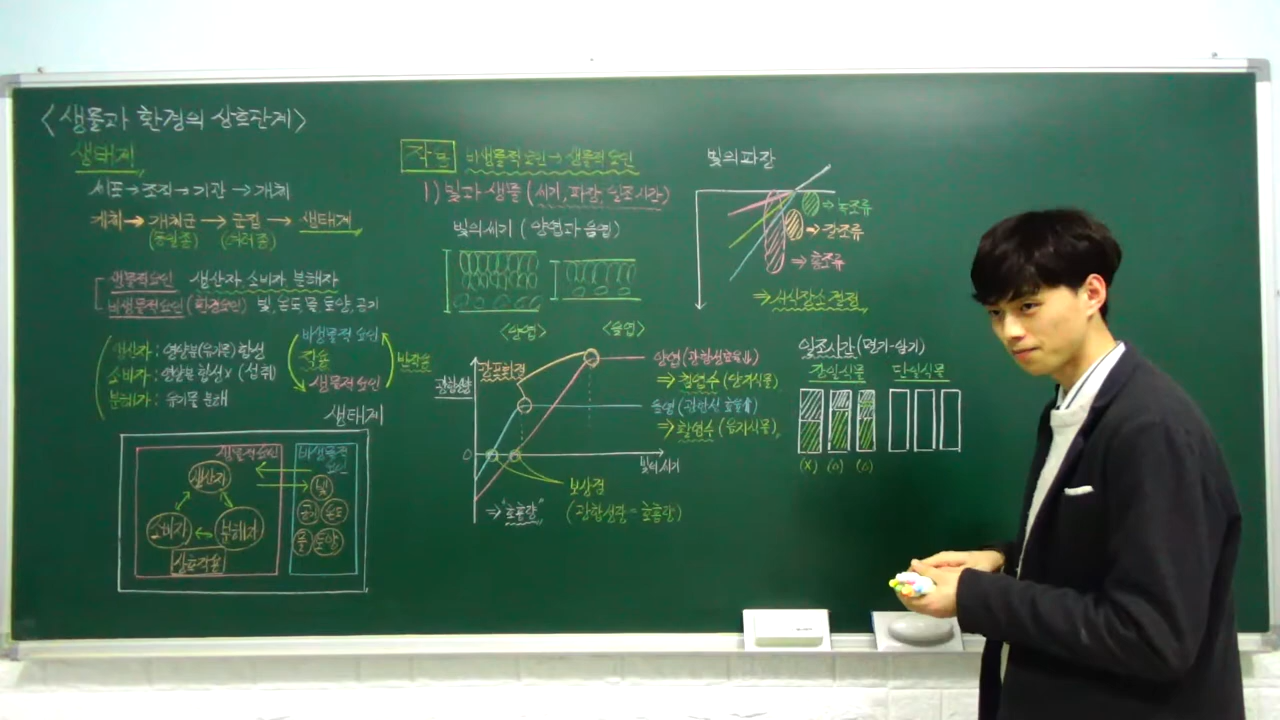 <생물과 환경의 상호관계>
생태계
세포→조직→기관→개체
개체→개체군→군집→생태계
(동일종) (여러종)
생물적요인 생산자, 소비자, 분해자
비생물적요인(환경요인) 빛, 온도, 물, 토양, 공기
생산자: 영양분(유기물) 합성
소비자: 영양분 합성X (섭취)
분해자: 유기물 분해
비생물적 요인
작용
반작용
생물적요인
생태계
생물적요인
생산자
소비자
분해자
상호작용
비생물적
요인
빛
공기 온도
물 토양
작용 비생물적요인→생물적요인
1) 빛과 생물 (세기, 파장, 일조시간)
빛의세기 (양엽과 음엽)
<양엽> <음엽>
광합성량
광포화점
양엽
⇒ 침엽수 (양지식물)
음엽
⇒ 활엽수 (음지식물)
0
빛의 세기
보상점
(광합성량 = 호흡량)
⇒ "호흡량"
빛의파장
→ 녹조류
→ 갈조류
→ 홍조류
⇒ 서식장소 결정
일조시간 (명기-암기)
장일식물 단일식물
(X) (O) (O)